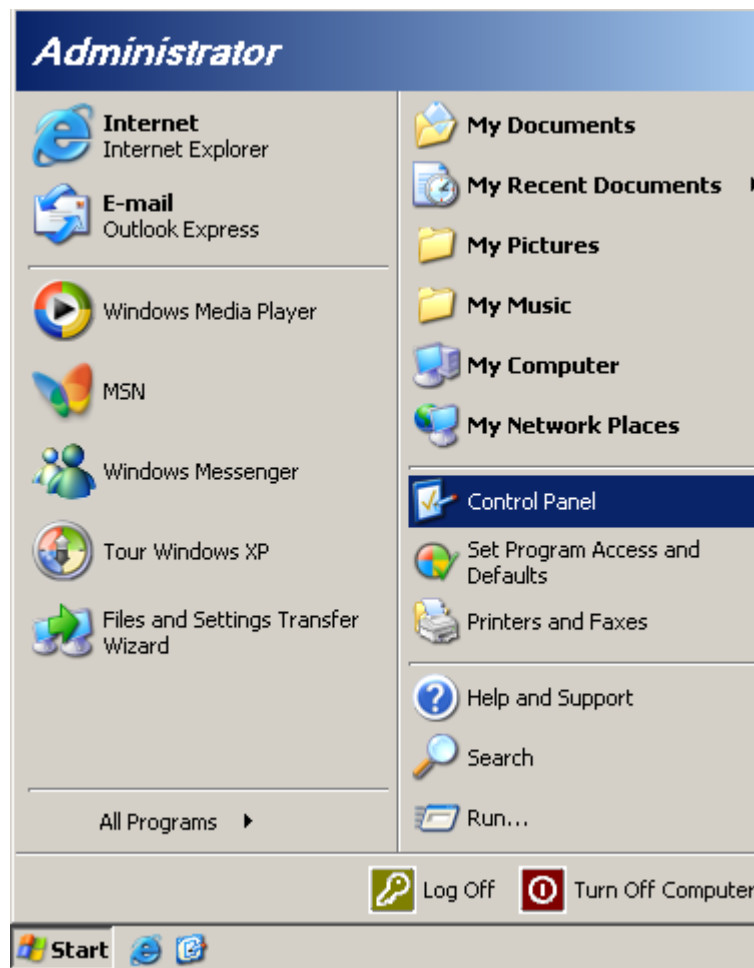 Administrator
Internet
Internet Explorer
E-mail
Outlook Express
Windows Media Player
MSN
Windows Messenger
Tour Windows XP
Files and Settings Transfer
Wizard
All Programs
My Documents
My Recent Documents
My Pictures
My Music
My Computer
My Network Places
Control Panel
Set Program Access and
Defaults
Printers and Faxes
Help and Support
Search
Run...
Log Off
Turn Off Computer
Start